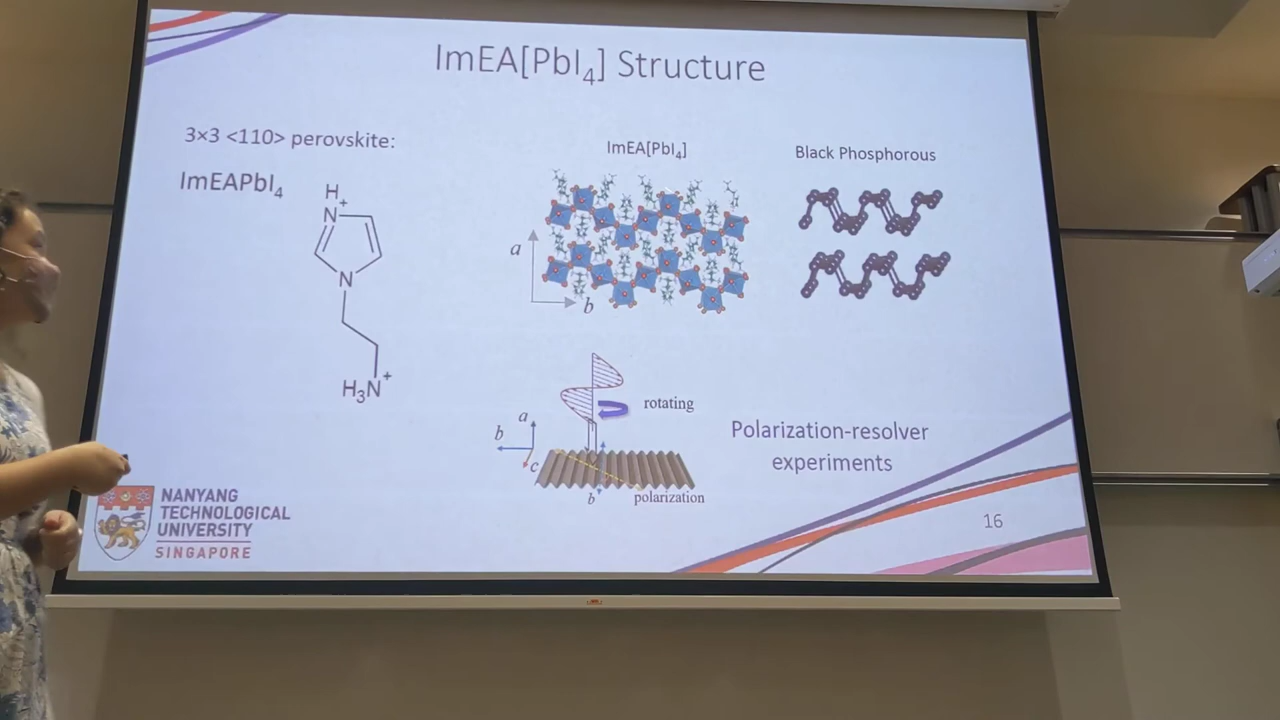 ImEA[PbI₄] Structure
3×3 <110> perovskite:
ImEAPbI₄
H
N+
N
H₃N+
ImEA[PbI₄]
a
b
Black Phosphorous
rotating
a
b
c
b
polarization
Polarization-resolver
experiments
NANYANG
TECHNOLOGICAL
UNIVERSITY
SINGAPORE
16